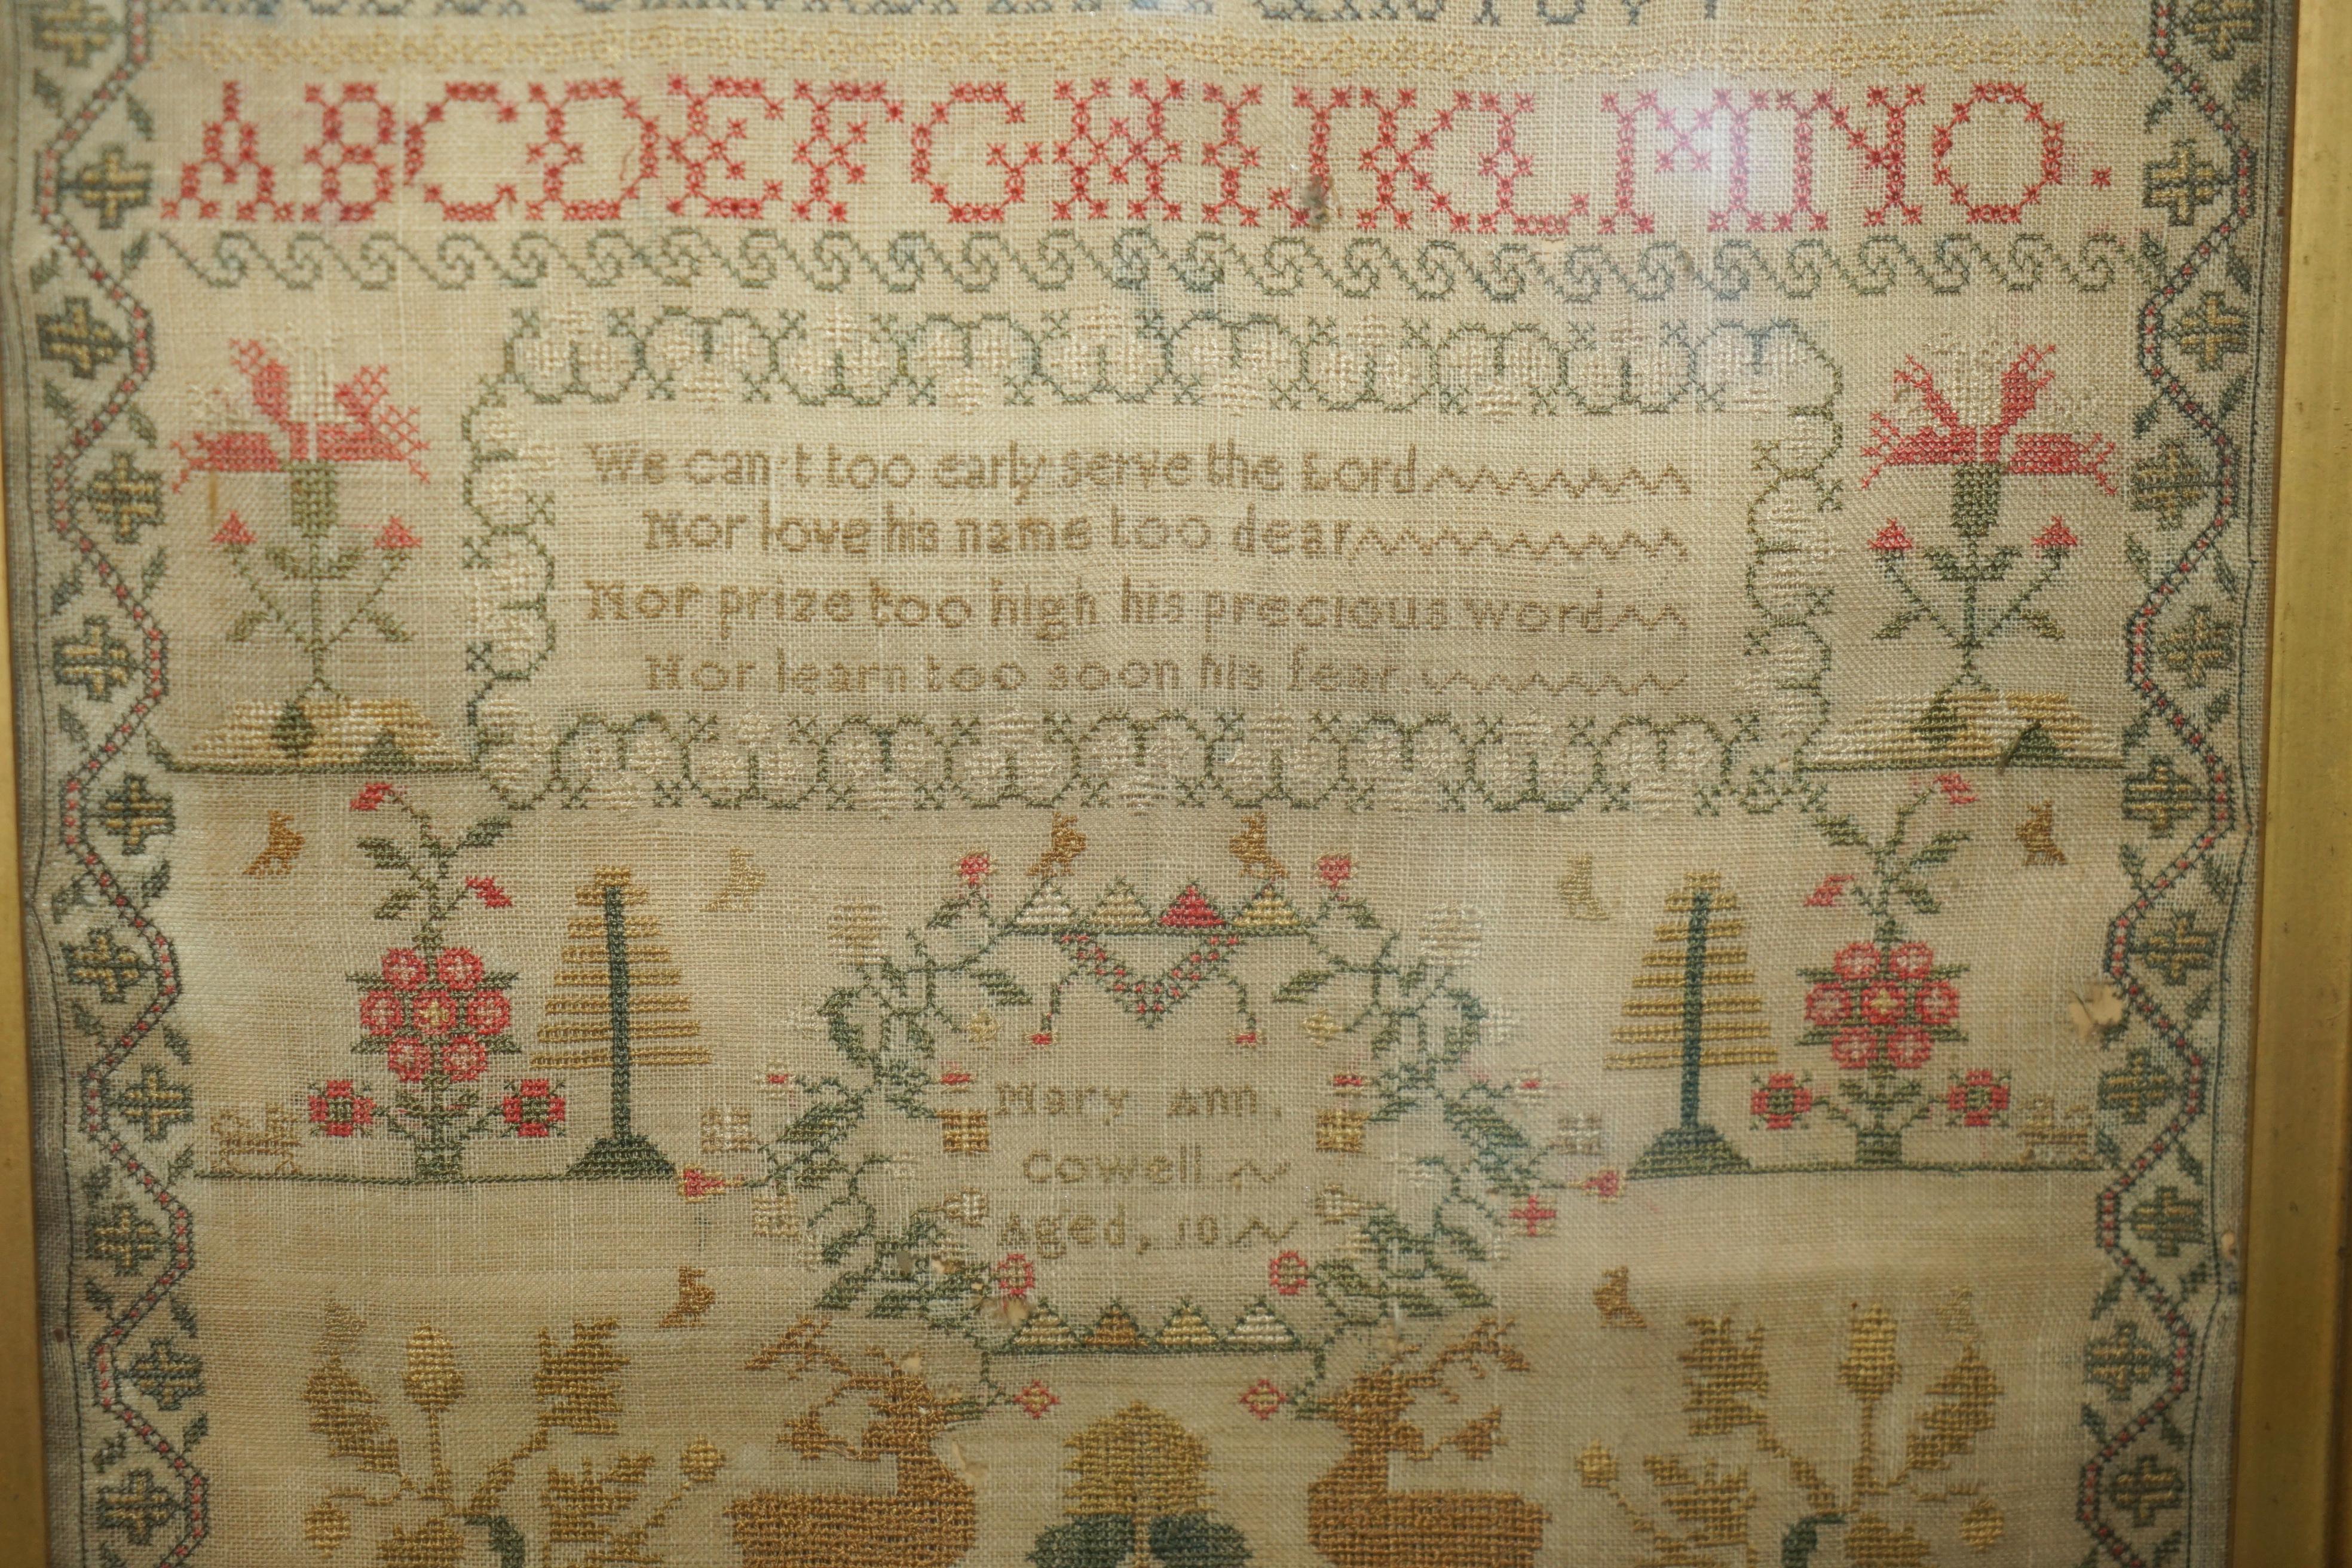 ABCDEFGHIJKLMNO.
We can't too early serve the Lord
Nor love his name too dear
Nor prize too high his precious word
Nor learn too soon his fear.
Mary Ann.
Cowell
Aged, 10